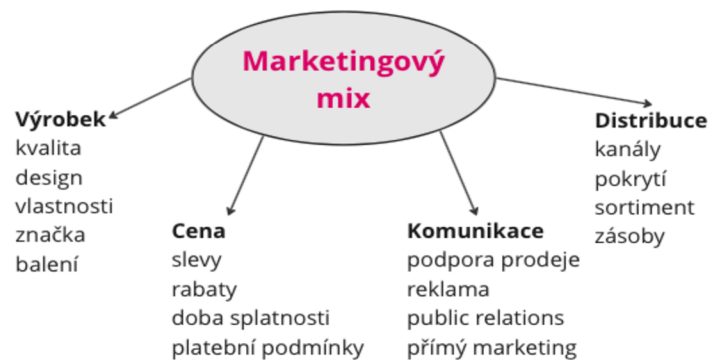 Marketingový
mix
Výrobek
kvalita
design
vlastnosti
značka
balení
Cena
slevy
rabaty
doba splatnosti
platební podmínky
Komunikace
podpora prodeje
reklama
public relations
přímý marketing
Distribuce
kanály
pokrytí
sortiment
zásoby